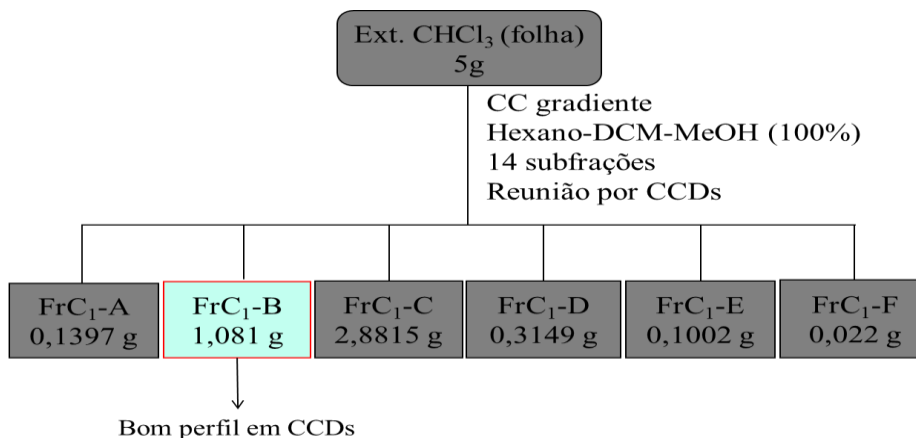 Ext. CHCl₃ (folha)
5g
CC gradiente
Hexano-DCM-MeOH (100%)
14 subfrações
Reunião por CCDs
FrC₁-A
0,1397 g
FrC₁-B
1,081 g
FrC₁-C
2,8815 g
FrC₁-D
0,3149 g
FrC₁-E
0,1002 g
FrC₁-F
0,022 g
Bom perfil em CCDs